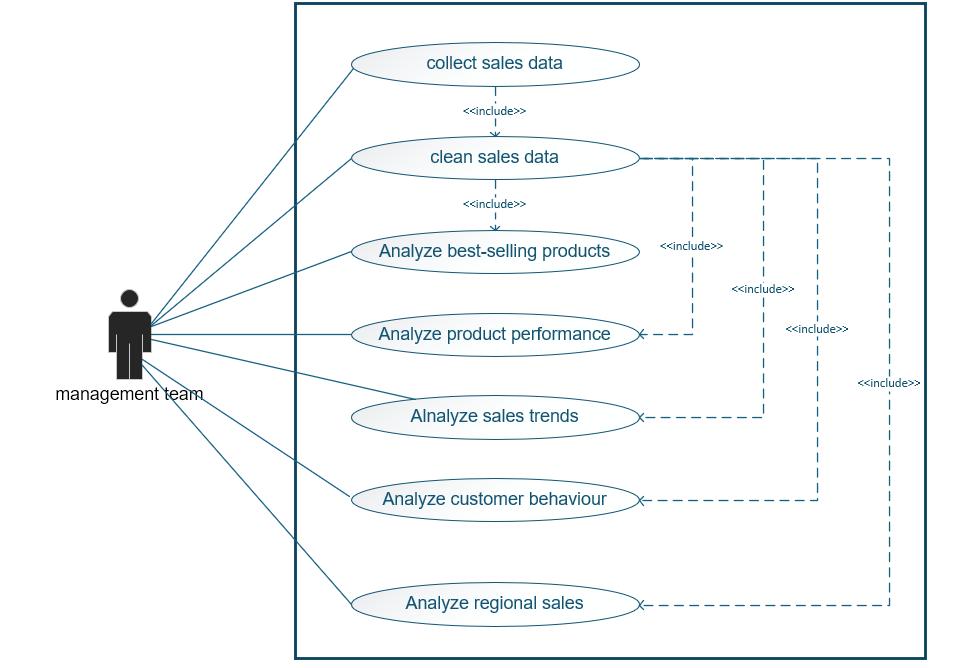 collect sales data
<<include>>
clean sales data
<<include>>
Analyze best-selling products
<<include>>
<<include>>
Analyze product performance
<<include>>
<<include>>
management team
Alnalyze sales trends
Analyze customer behaviour
Analyze regional sales